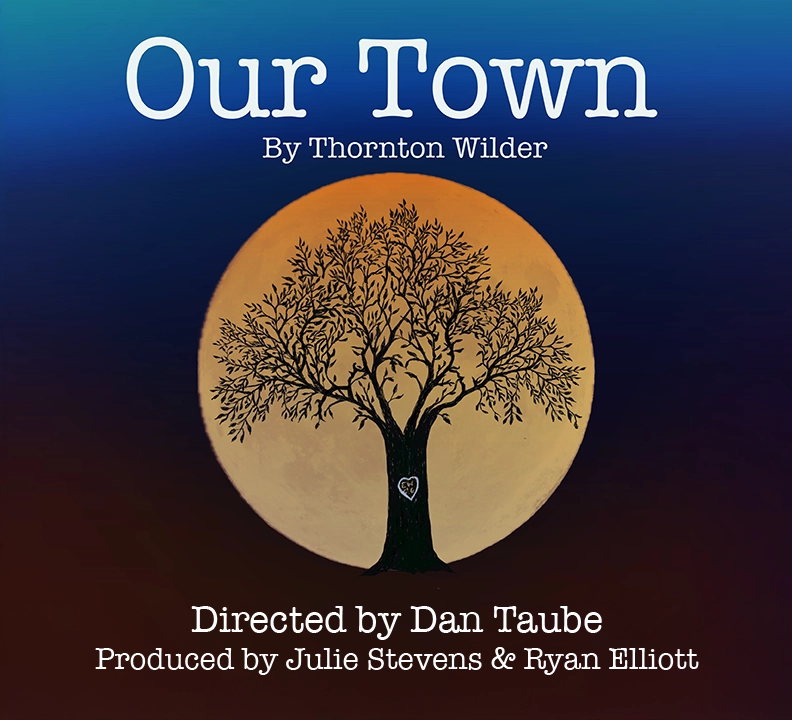 Our Town
By Thornton Wilder
Directed by Dan Taube
Produced by Julie Stevens & Ryan Elliott